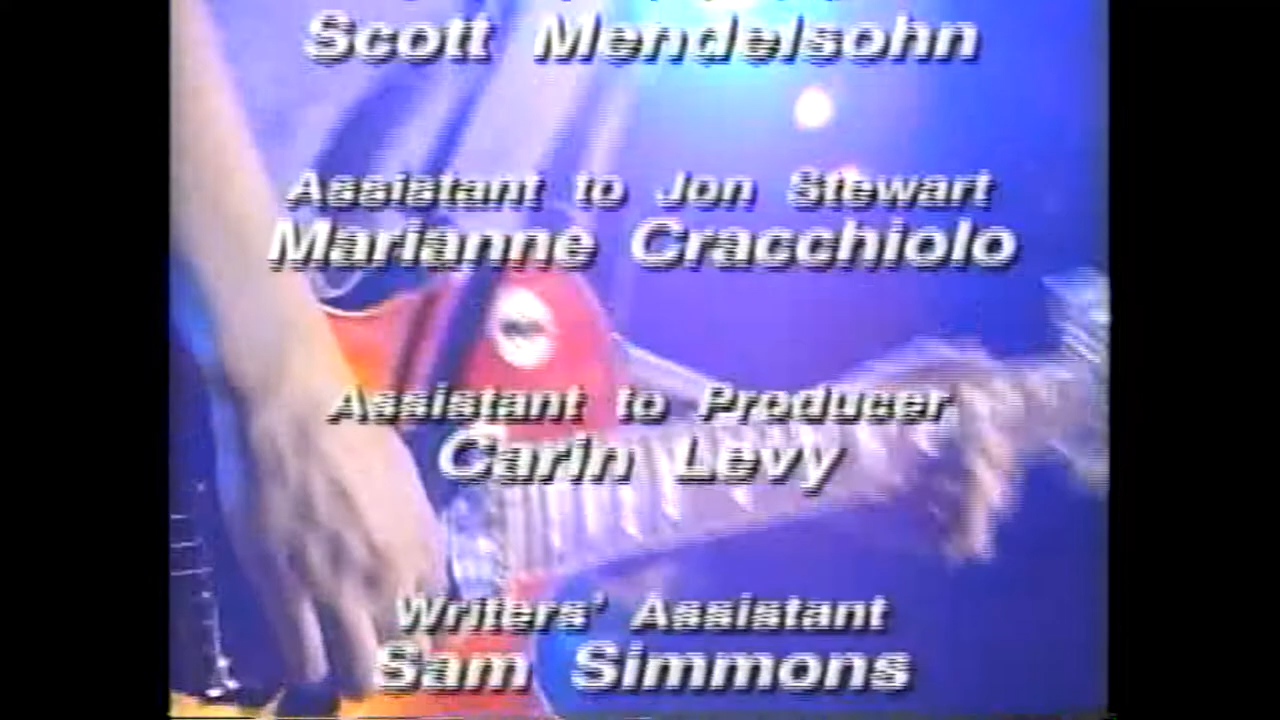 Scott Mendelsohn
Assistant to Jon Stewart
Marianne Cracchiolo
Assistant to Producer
Carin Levy
Writers' Assistant
Sam Simmons